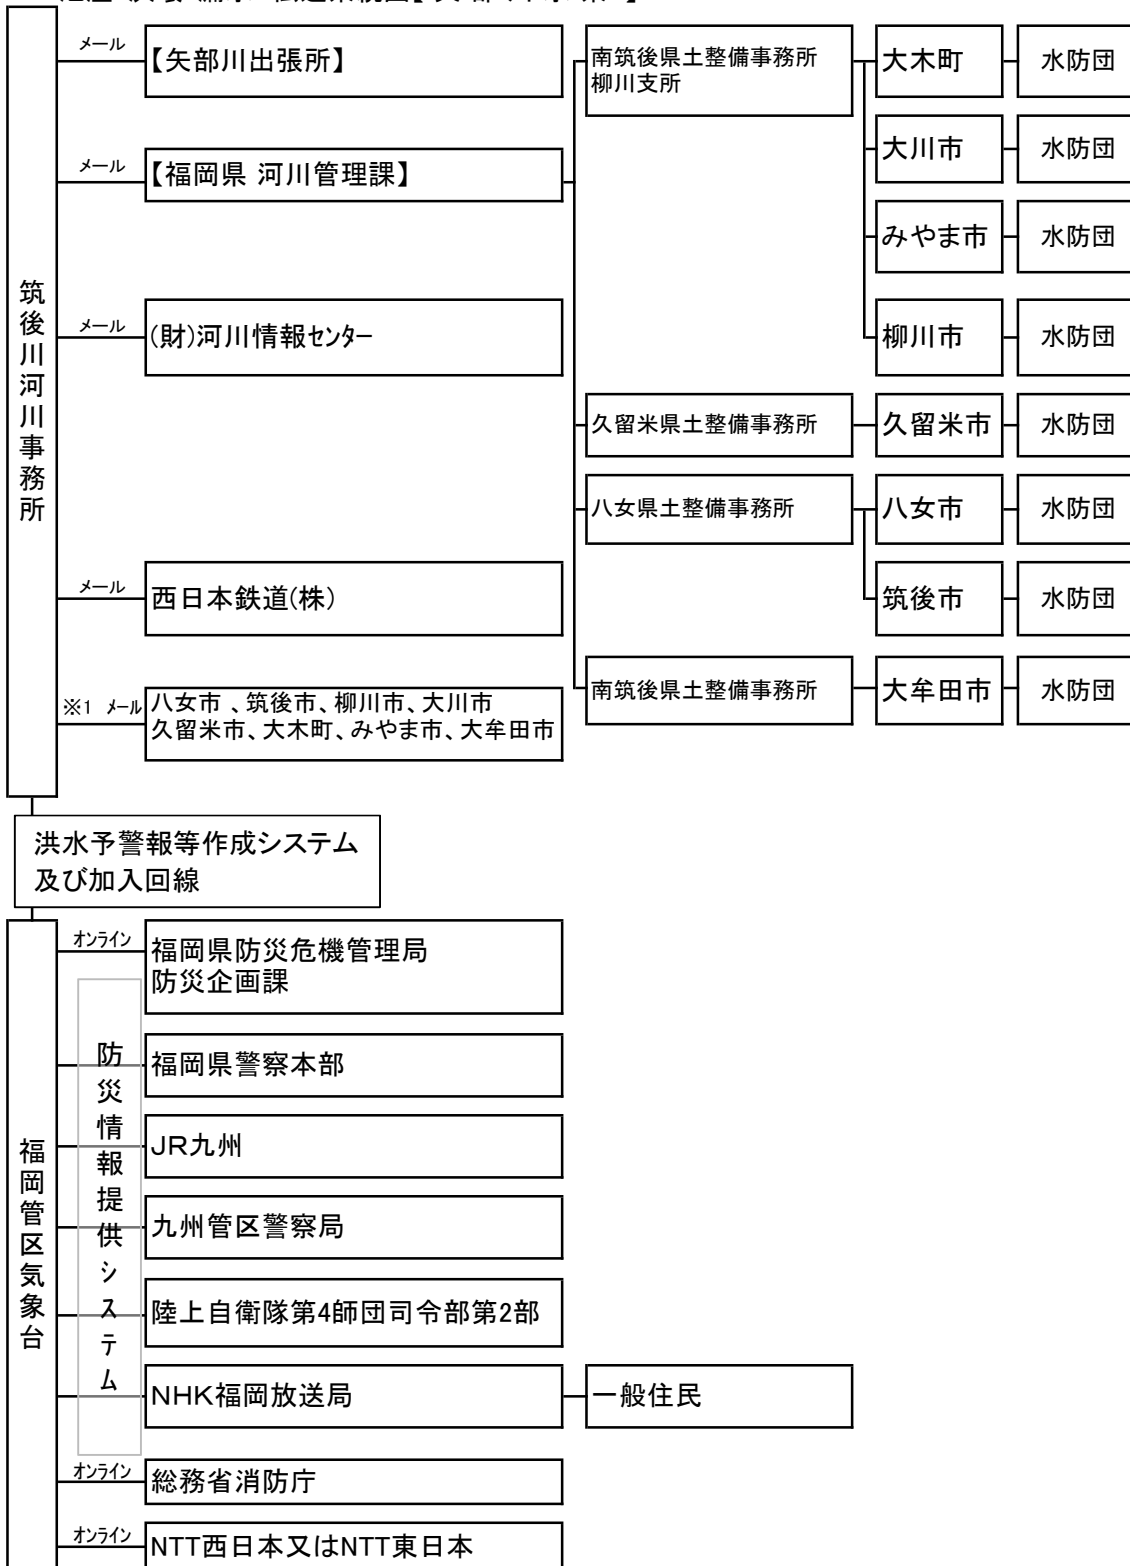 メール
【矢部川出張所】
南筑後県土整備事務所
柳川支所
大木町
水防団
大川市
水防団
メール
【福岡県 河川管理課】
みやま市
水防団
筑後川河川事務所
メール
(財)河川情報センター
柳川市
水防団
久留米県土整備事務所
久留米市
水防団
八女県土整備事務所
八女市
水防団
メール
西日本鉄道(株)
筑後市
水防団
※1 メール
八女市 、筑後市、柳川市、大川市
久留米市、大木町、みやま市、大牟田市
南筑後県土整備事務所
大牟田市
水防団
洪水予警報等作成システム
及び加入回線
福岡管区気象台
オンライン
福岡県防災危機管理局
防災企画課
防災情報提供システム
福岡県警察本部
JR九州
九州管区警察局
陸上自衛隊第4師団司令部第2部
NHK福岡放送局
一般住民
オンライン
総務省消防庁
オンライン
NTT西日本又はNTT東日本